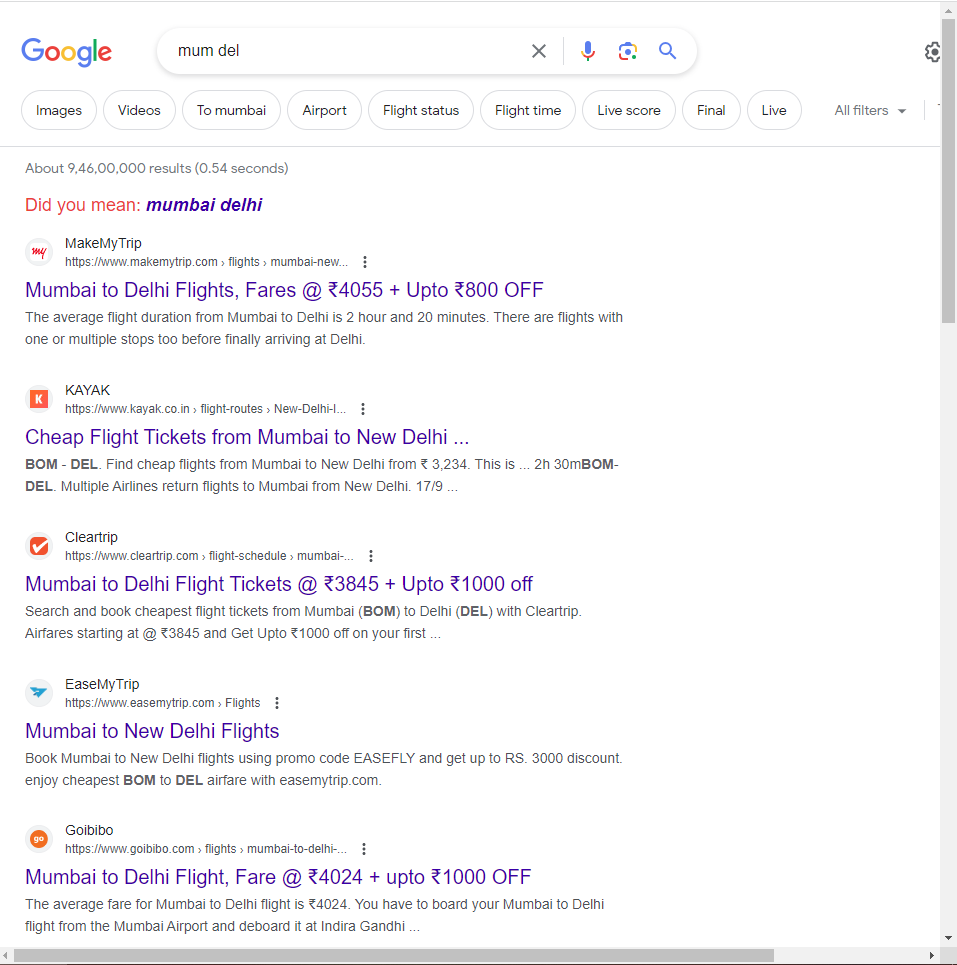 Google
mum del
Images Videos To mumbai Airport Flight status Flight time Live score Final Live All filters
About 9,46,00,000 results (0.54 seconds)
Did you mean: mumbai delhi
my MakeMyTrip
https://www.makemytrip.com › flights › mumbai-new...
Mumbai to Delhi Flights, Fares @ ₹4055 + Upto ₹800 OFF
The average flight duration from Mumbai to Delhi is 2 hour and 20 minutes. There are flights with
one or multiple stops too before finally arriving at Delhi.
K KAYAK
https://www.kayak.co.in › flight-routes › New-Delhi-I...
Cheap Flight Tickets from Mumbai to New Delhi ...
BOM - DEL. Find cheap flights from Mumbai to New Delhi from ₹ 3,234. This is ... 2h 30mBOM-
DEL. Multiple Airlines return flights to Mumbai from New Delhi. 17/9 ...
Cleartrip
https://www.cleartrip.com › flight-schedule › mumbai-...
Mumbai to Delhi Flight Tickets @ ₹3845 + Upto ₹1000 off
Search and book cheapest flight tickets from Mumbai (BOM) to Delhi (DEL) with Cleartrip.
Airfares starting at @ ₹3845 and Get Upto ₹1000 off on your first ...
EaseMyTrip
https://www.easemytrip.com › Flights
Mumbai to New Delhi Flights
Book Mumbai to New Delhi flights using promo code EASEFLY and get up to RS. 3000 discount.
enjoy cheapest BOM to DEL airfare with easemytrip.com.
go Goibibo
https://www.goibibo.com › flights › mumbai-to-delhi-...
Mumbai to Delhi Flight, Fare @ ₹4024 + upto ₹1000 OFF
The average fare for Mumbai to Delhi flight is ₹4024. You have to board your Mumbai to Delhi
flight from the Mumbai Airport and deboard it at Indira Gandhi ...